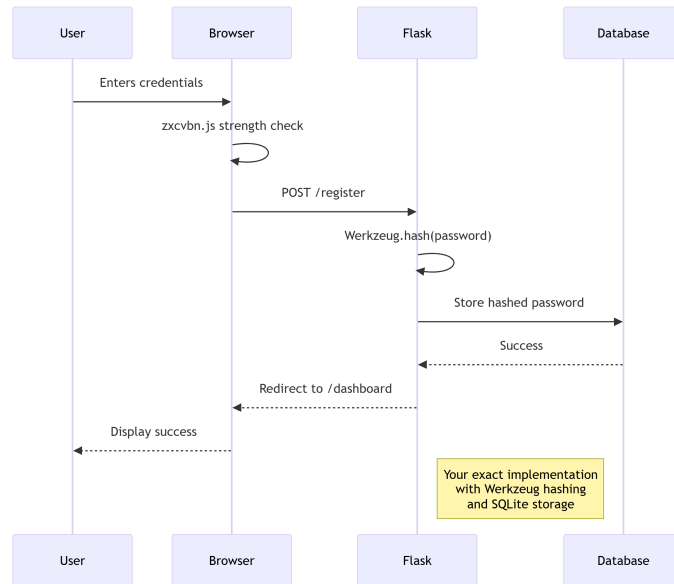 User
Browser
Flask
Database
Enters credentials
zxcvbn.js strength check
POST /register
Werkzeug.hash(password)
Store hashed password
Success
Redirect to /dashboard
Display success
Your exact implementation
with Werkzeug hashing
and SQLite storage
User
Browser
Flask
Database